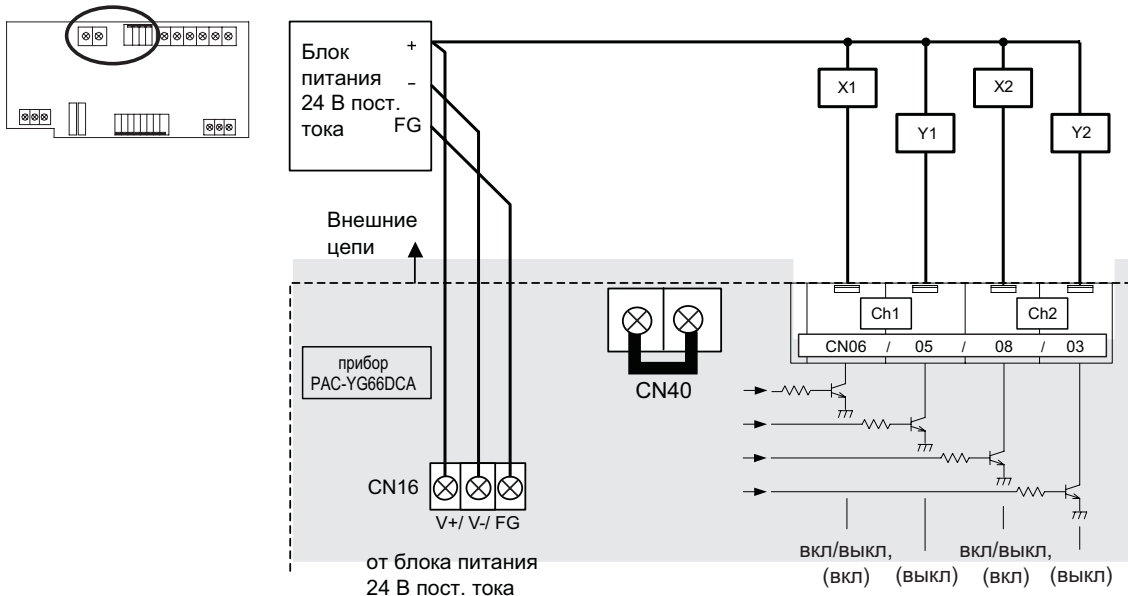 Блок
питания
24 В пост.
тока
+
−
FG
X1
X2
Y1
Y2
Внешние
цепи
Ch1
Ch2
CN06 / 05 / 08 / 03
прибор
PAC-YG66DCA
CN40
CN16
V+/ V-/ FG
от блока питания
24 В пост. тока
вкл/выкл,
(вкл)
(выкл)
вкл/выкл,
(вкл)
(выкл)